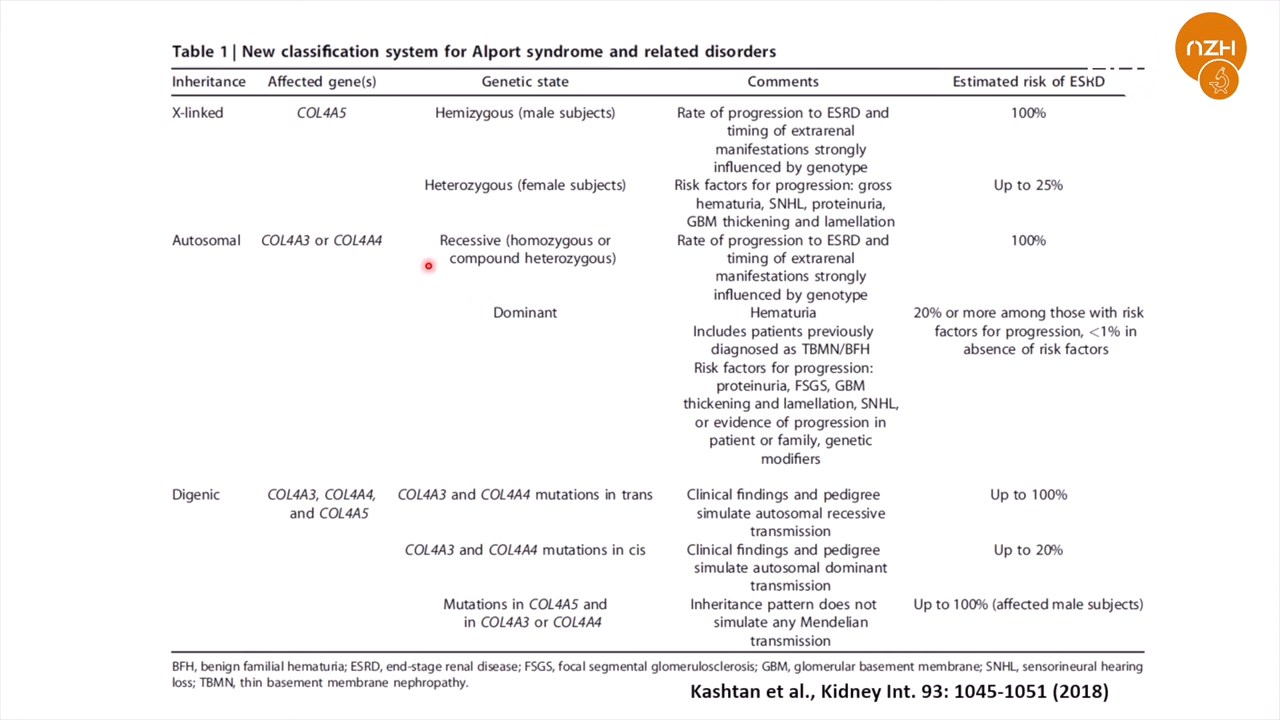 nZH
Table 1 | New classification system for Alport syndrome and related disorders
Inheritance Affected gene(s) Genetic state Comments Estimated risk of ESKD
X-linked COL4A5 Hemizygous (male subjects) Rate of progression to ESRD and 100%
timing of extrarenal
manifestations strongly
influenced by genotype
Heterozygous (female subjects) Risk factors for progression: gross Up to 25%
hematuria, SNHL, proteinuria,
GBM thickening and lamellation
Autosomal COL4A3 or COL4A4 Recessive (homozygous or Rate of progression to ESRD and 100%
compound heterozygous) timing of extrarenal
manifestations strongly
influenced by genotype
Dominant Hematuria 20% or more among those with risk
Includes patients previously factors for progression, <1% in
diagnosed as TBMN/BFH absence of risk factors
Risk factors for progression:
proteinuria, FSGS, GBM
thickening and lamellation, SNHL,
or evidence of progression in
patient or family, genetic
modifiers
Digenic COL4A3, COL4A4, COL4A3 and COL4A4 mutations in trans Clinical findings and pedigree Up to 100%
and COL4A5 simulate autosomal recessive
transmission
COL4A3 and COL4A4 mutations in cis Clinical findings and pedigree Up to 20%
simulate autosomal dominant
transmission
Mutations in COL4A5 and Inheritance pattern does not Up to 100% (affected male subjects)
in COL4A3 or COL4A4 simulate any Mendelian
transmission
BFH, benign familial hematuria; ESRD, end-stage renal disease; FSGS, focal segmental glomerulosclerosis; GBM, glomerular basement membrane; SNHL, sensorineural hearing
loss; TBMN, thin basement membrane nephropathy.
Kashtan et al., Kidney Int. 93: 1045-1051 (2018)